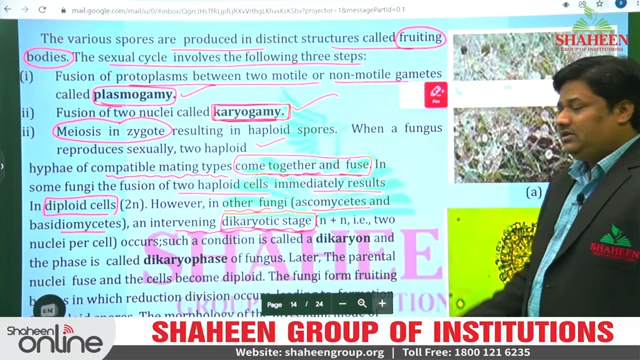 mail.google.com/mail/u/0/#inbox/
projector=1&messagePartId=0.1
SHAHEEN
GROUP OF INSTITUTIONS
The various spores are produced in distinct structures called fruiting
bodies. The sexual cycle involves the following three steps:
(i) Fusion of protoplasms between two motile or non-motile gametes
called plasmogamy.
ii) Fusion of two nuclei called karyogamy.
ii) Meiosis in zygote resulting in haploid spores. When a fungus
reproduces sexually, two haploid
hyphae of compatible mating types come together and fuse. In
some fungi the fusion of two haploid cells immediately results
In diploid cells (2n). However, in other fungi (ascomycetes and
basidiomycetes), an intervening dikaryotic stage (n + n, i.e., two
nuclei per cell) occurs; such a condition is called a dikaryon and
the phase is called dikaryophase of fungus. Later, The parental
nuclei fuse and the cells become diploid. The fungi form fruiting
in which reduction division
Page 14 / 24
Pen
(a)
SHAHEEN
Shaheen
online
SHAHEEN GROUP OF INSTITUTIONS
Website: shaheengroup.org | Toll Free: 1800 121 6235